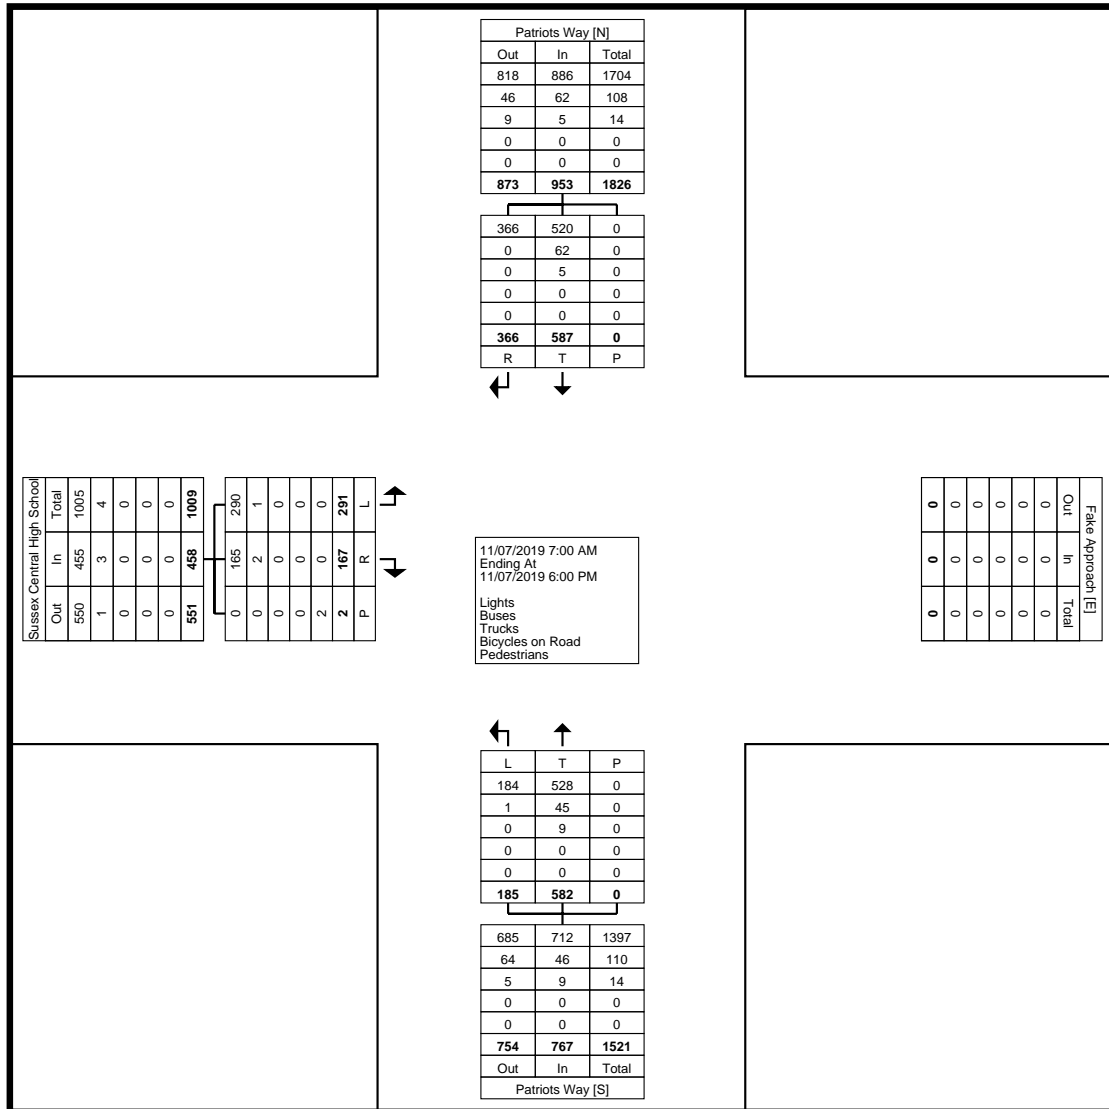 Patriots Way [N]
Out In Total
818 886 1704
46 62 108
9 5 14
0 0 0
0 0 0
873 953 1826
366 520 0
0 62 0
0 5 0
0 0 0
0 0 0
366 587 0
R T P
Sussex Central High School
Out In Total
550 455 1005
1 3 4
0 0 0
0 0 0
0 0 0
551 458 1009
0 165 290
0 2 1
0 0 0
0 0 0
2 0 0
2 167 291
P R L
11/07/2019 7:00 AM
Ending At
11/07/2019 6:00 PM
Lights
Buses
Trucks
Bicycles on Road
Pedestrians
Fake Approach [E]
Out In Total
0 0 0
0 0 0
0 0 0
0 0 0
0 0 0
0 0 0
L T P
184 528 0
1 45 0
0 9 0
0 0 0
0 0 0
185 582 0
685 712 1397
64 46 110
5 9 14
0 0 0
0 0 0
754 767 1521
Out In Total
Patriots Way [S]